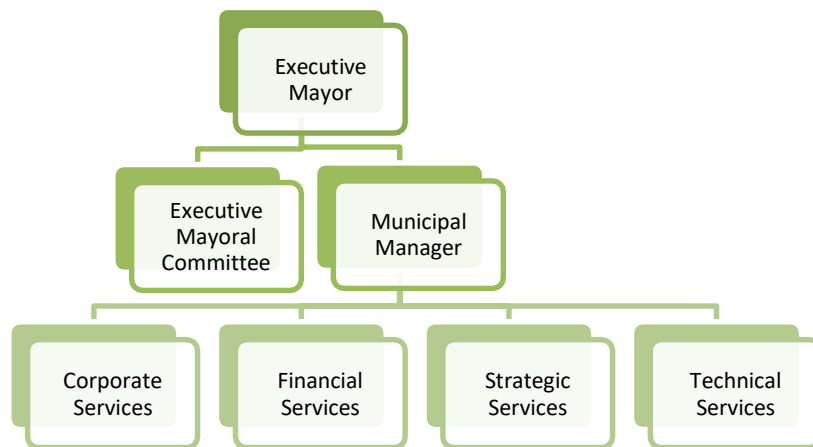 Executive
Mayor
Executive
Mayoral
Committee
Municipal
Manager
Corporate
Services
Financial
Services
Strategic
Services
Technical
Services